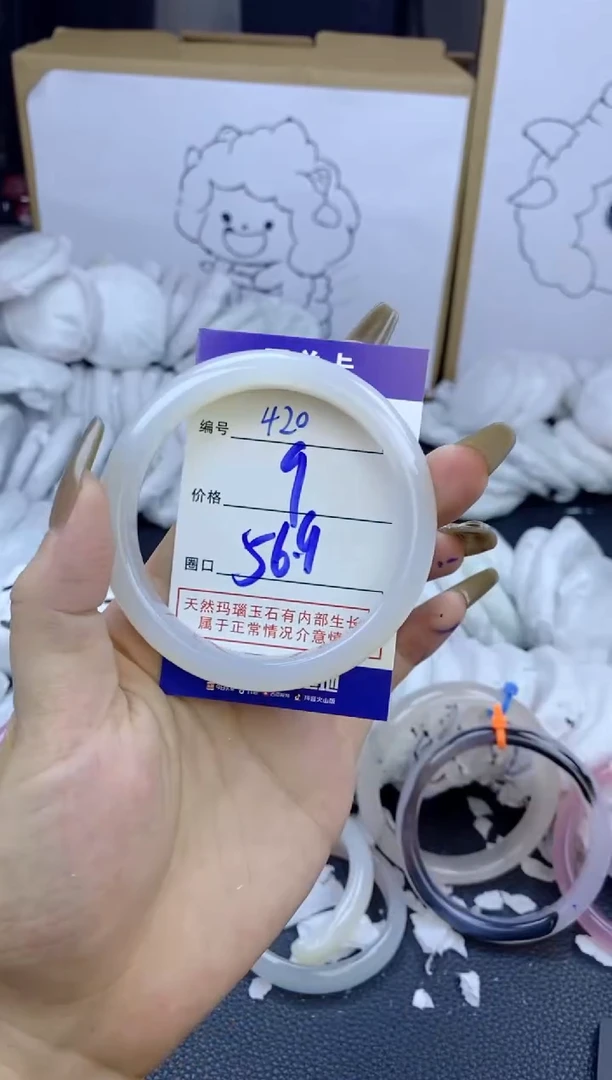 编号 420
价格 9
圈口 56.9
天然玛瑙玉石有内部生长
属于正常情况介意慎